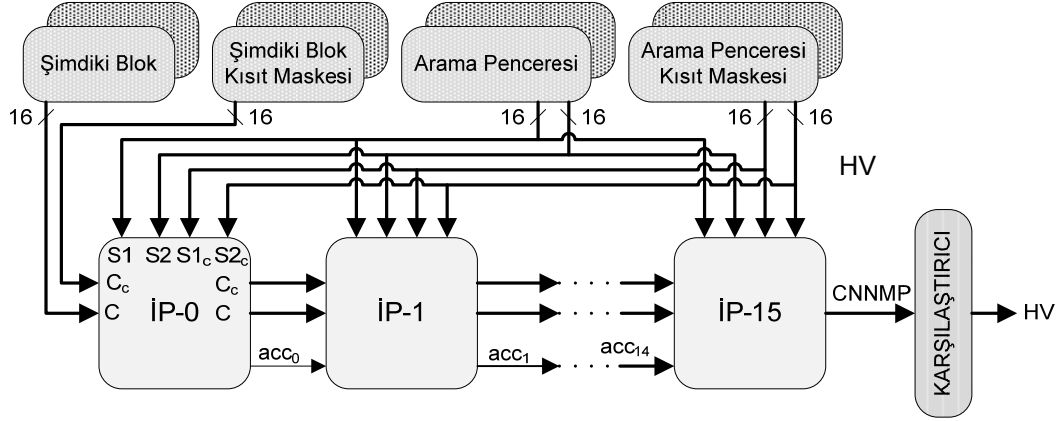 Şimdiki Blok
Şimdiki Blok
Kısıt Maskesi
Arama Penceresi
Arama Penceresi
Kısıt Maskesi
16
16
16
16
16
16
HV
S1 S2 S1c S2c
Cc
Cc
C
İP-0
C
İP-1
İP-15
acc0
acc1
acc14
CNNMP
KARŞILAŞTIRICI
HV